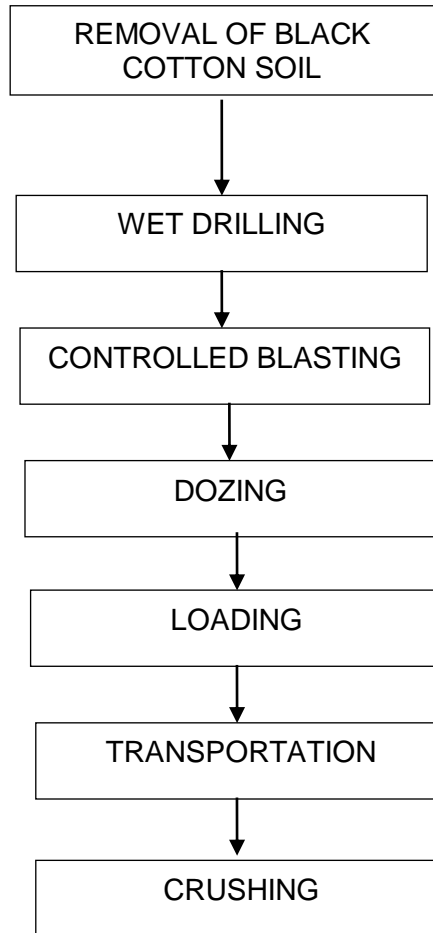 REMOVAL OF BLACK
COTTON SOIL
WET DRILLING
CONTROLLED BLASTING
DOZING
LOADING
TRANSPORTATION
CRUSHING